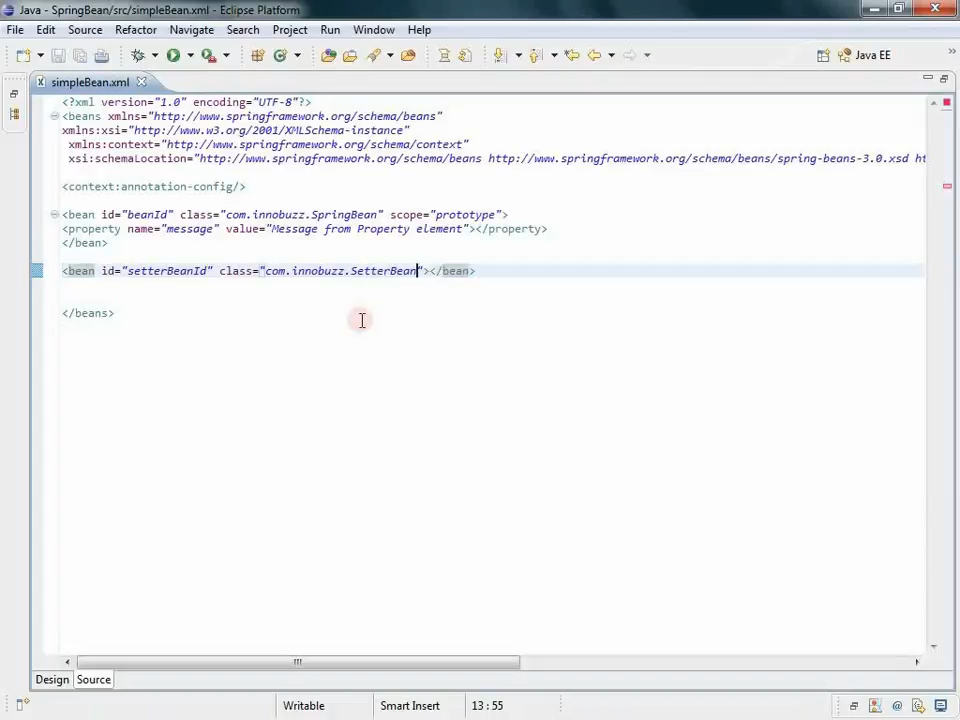 Java - SpringBean/src/simpleBean.xml - Eclipse Platform
File Edit Source Refactor Navigate Search Project Run Window Help
Java EE
simpleBean.xml
<?xml version="1.0" encoding="UTF-8"?>
<beans xmlns="http://www.springframework.org/schema/beans"
xmlns:xsi="http://www.w3.org/2001/XMLSchema-instance"
xmlns:context="http://www.springframework.org/schema/context"
xsi:schemaLocation="http://www.springframework.org/schema/beans http://www.springframework.org/schema/beans/spring-beans-3.0.xsd ht
<context:annotation-config/>
<bean id="beanId" class="com.innobuzz.SpringBean" scope="prototype">
<property name="message" value="Message from Property element"></property>
</bean>
<bean id="setterBeanId" class="com.innobuzz.SetterBean"></bean>
</beans>
Design Source
Writable Smart Insert 13 : 55